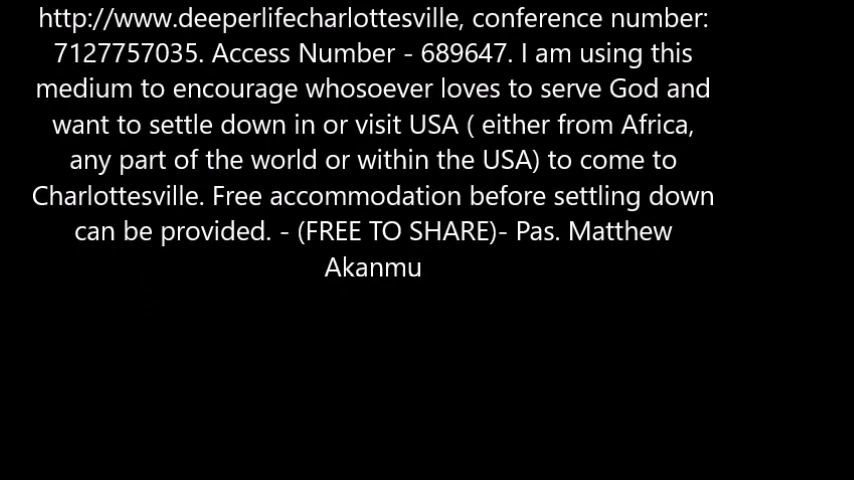 http://www.deeperlifecharlottesville, conference number:
7127757035. Access Number - 689647. I am using this
medium to encourage whosoever loves to serve God and
want to settle down in or visit USA ( either from Africa,
any part of the world or within the USA) to come to
Charlottesville. Free accommodation before settling down
can be provided. - (FREE TO SHARE)- Pas. Matthew
Akanmu